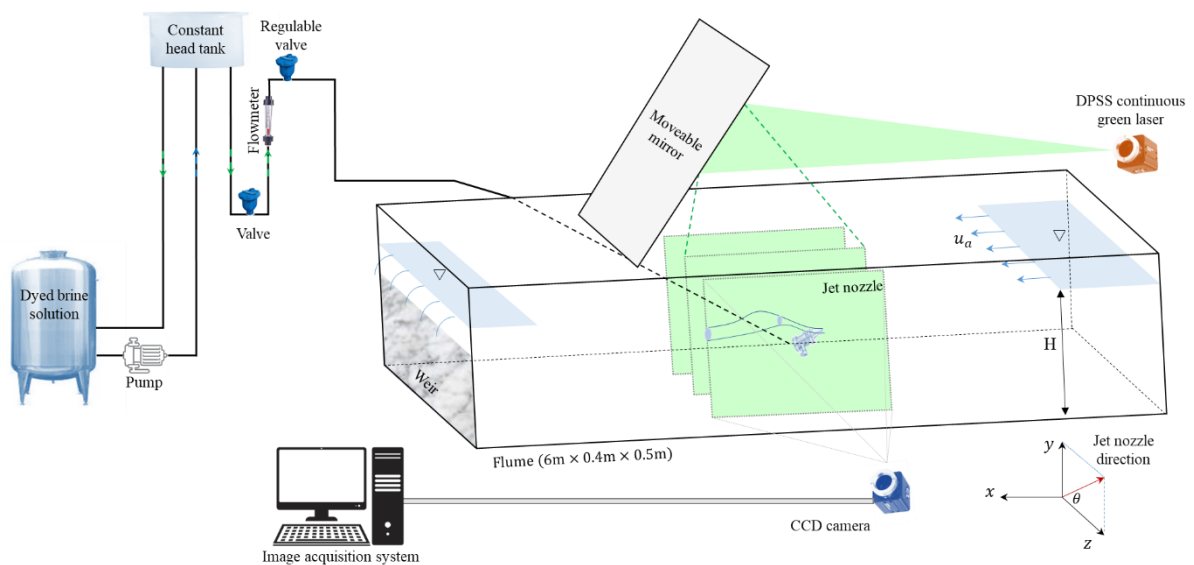 Constant
head tank
Regulable
valve
Flowmeter
Valve
Dyed brine
solution
Pump
Moveable
mirror
DPSS continuous
green laser
u_a
Jet nozzle
H
Weir
Flume (6m × 0.4m × 0.5m)
Image acquisition system
CCD camera
Jet nozzle
direction
y
x
θ
z